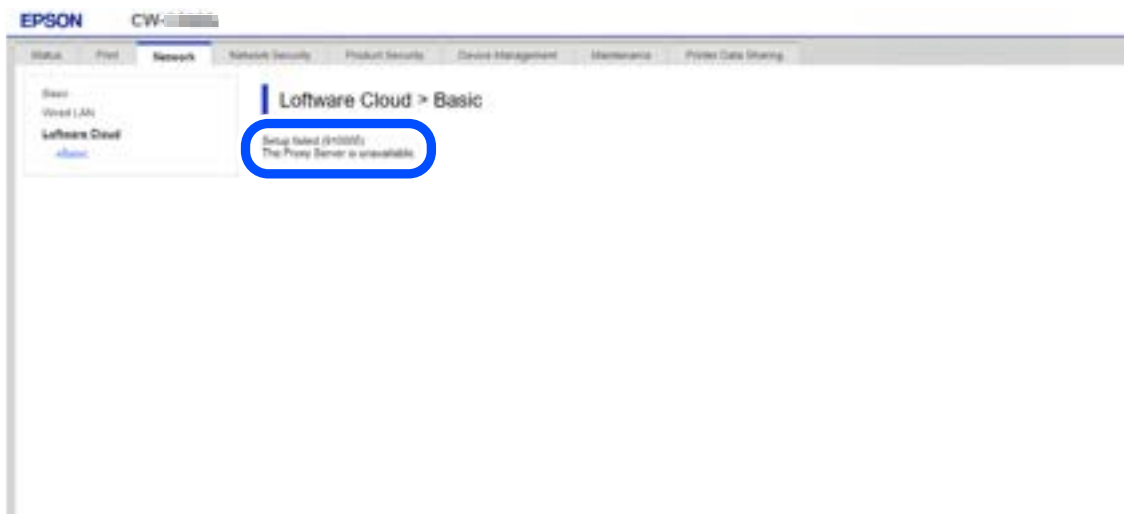 EPSON CW-
Status Print Network Network Security Product Security Device Management Maintenance Printer Data Sharing
Basic
Wired LAN
Loftware Cloud
»Basic
Loftware Cloud > Basic
Setup failed
The Proxy Server is unavailable.